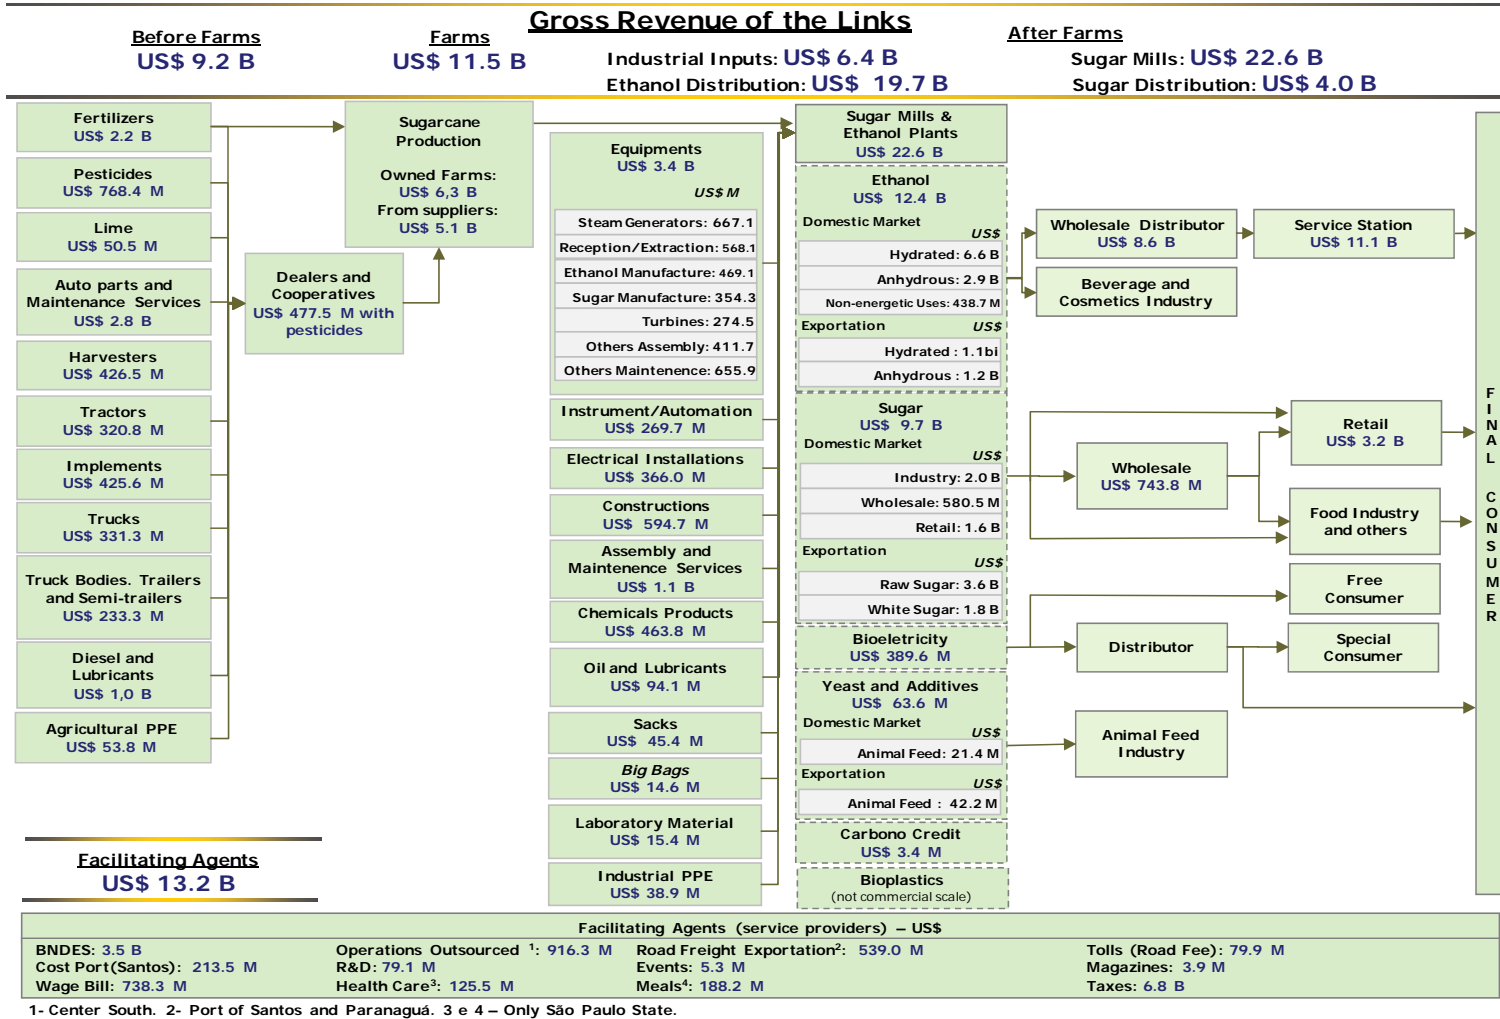 Gross Revenue of the Links
Before Farms
US$ 9.2 B
Farms
US$ 11.5 B
Industrial Inputs: US$ 6.4 B
Ethanol Distribution: US$ 19.7 B
After Farms
Sugar Mills: US$ 22.6 B
Sugar Distribution: US$ 4.0 B
Fertilizers
US$ 2.2 B
Pesticides
US$ 768.4 M
Lime
US$ 50.5 M
Auto parts and
Maintenance Services
US$ 2.8 B
Harvesters
US$ 426.5 M
Tractors
US$ 320.8 M
Implements
US$ 425.6 M
Trucks
US$ 331.3 M
Truck Bodies. Trailers
and Semi-trailers
US$ 233.3 M
Diesel and
Lubricants
US$ 1,0 B
Agricultural PPE
US$ 53.8 M
Dealers and
Cooperatives
US$ 477.5 M with
pesticides
Sugarcane
Production
Owned Farms:
US$ 6,3 B
From suppliers:
US$ 5.1 B
Equipments
US$ 3.4 B
US$ M
Steam Generators: 667.1
Reception/Extraction: 568.1
Ethanol Manufacture: 469.1
Sugar Manufacture: 354.3
Turbines: 274.5
Others Assembly: 411.7
Others Maintenence: 655.9
Instrument/Automation
US$ 269.7 M
Electrical Installations
US$ 366.0 M
Constructions
US$ 594.7 M
Assembly and
Maintenence Services
US$ 1.1 B
Chemicals Products
US$ 463.8 M
Oil and Lubricants
US$ 94.1 M
Sacks
US$ 45.4 M
Big Bags
US$ 14.6 M
Laboratory Material
US$ 15.4 M
Industrial PPE
US$ 38.9 M
Sugar Mills &
Ethanol Plants
US$ 22.6 B
Ethanol
US$ 12.4 B
Domestic Market
US$
Hydrated: 6.6 B
Anhydrous: 2.9 B
Non-energetic Uses: 438.7 M
Exportation
US$
Hydrated : 1.1bi
Anhydrous : 1.2 B
Sugar
US$ 9.7 B
Domestic Market
US$
Industry: 2.0 B
Wholesale: 580.5 M
Retail: 1.6 B
Exportation
US$
Raw Sugar: 3.6 B
White Sugar: 1.8 B
Bioeletricity
US$ 389.6 M
Yeast and Additives
US$ 63.6 M
Domestic Market
US$
Animal Feed: 21.4 M
Exportation
US$
Animal Feed : 42.2 M
Carbono Credit
US$ 3.4 M
Bioplastics
(not commercial scale)
Wholesale Distributor
US$ 8.6 B
Service Station
US$ 11.1 B
Beverage and
Cosmetics Industry
Wholesale
US$ 743.8 M
Retail
US$ 3.2 B
Food Industry
and others
Free
Consumer
Distributor
Special
Consumer
Animal Feed
Industry
FINAL CONSUMER
Facilitating Agents
US$ 13.2 B
Facilitating Agents (service providers) – US$
BNDES: 3.5 B
Cost Port(Santos): 213.5 M
Wage Bill: 738.3 M
Operations Outsourced ¹: 916.3 M
R&D: 79.1 M
Health Care³: 125.5 M
Road Freight Exportation²: 539.0 M
Events: 5.3 M
Meals⁴: 188.2 M
Tolls (Road Fee): 79.9 M
Magazines: 3.9 M
Taxes: 6.8 B
1- Center South. 2- Port of Santos and Paranaguá. 3 e 4 – Only São Paulo State.